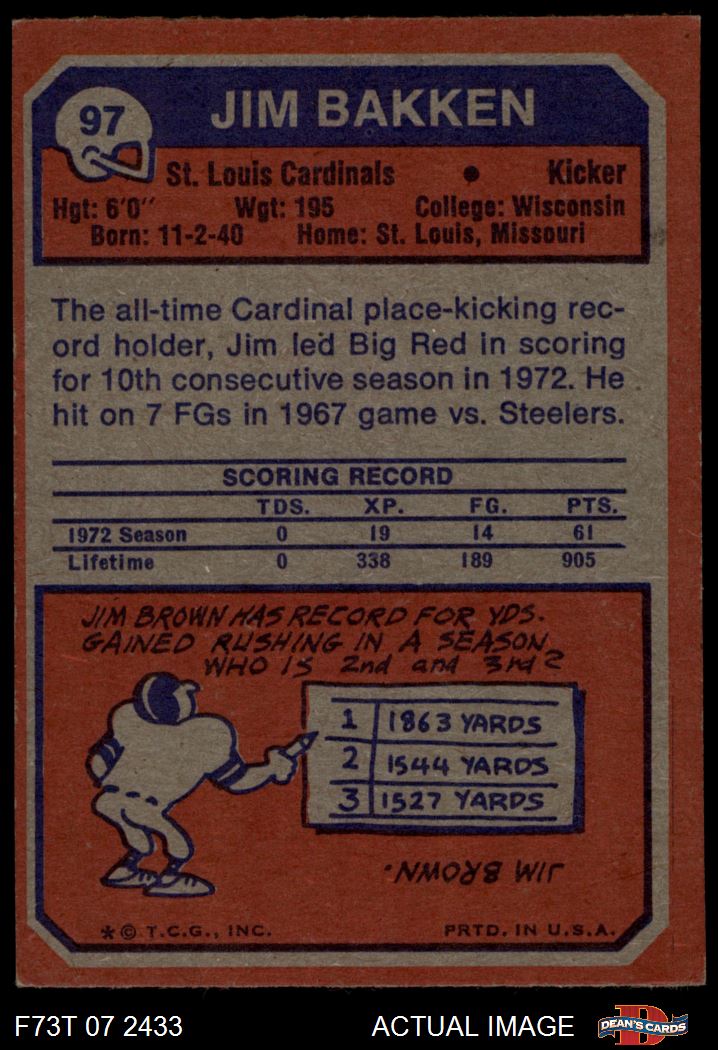 97
JIM BAKKEN
St. Louis Cardinals • Kicker
Hgt: 6'0" Wgt: 195 College: Wisconsin
Born: 11-2-40 Home: St. Louis, Missouri
The all-time Cardinal place-kicking rec-
ord holder, Jim led Big Red in scoring
for 10th consecutive season in 1972. He
hit on 7 FGs in 1967 game vs. Steelers.
SCORING RECORD
TDS. XP. FG. PTS.
1972 Season 0 19 14 61
Lifetime 0 338 189 905
JIM BROWN HAS RECORD FOR YDS.
GAINED RUSHING IN A SEASON.
WHO IS 2nd and 3rd?
1 1863 YARDS
2 1544 YARDS
3 1527 YARDS
JIM BROWN.
* © T.C.G., INC. PRTD. IN U.S.A.
F73T 07 2433 ACTUAL IMAGE
D
DEAN'S CARDS